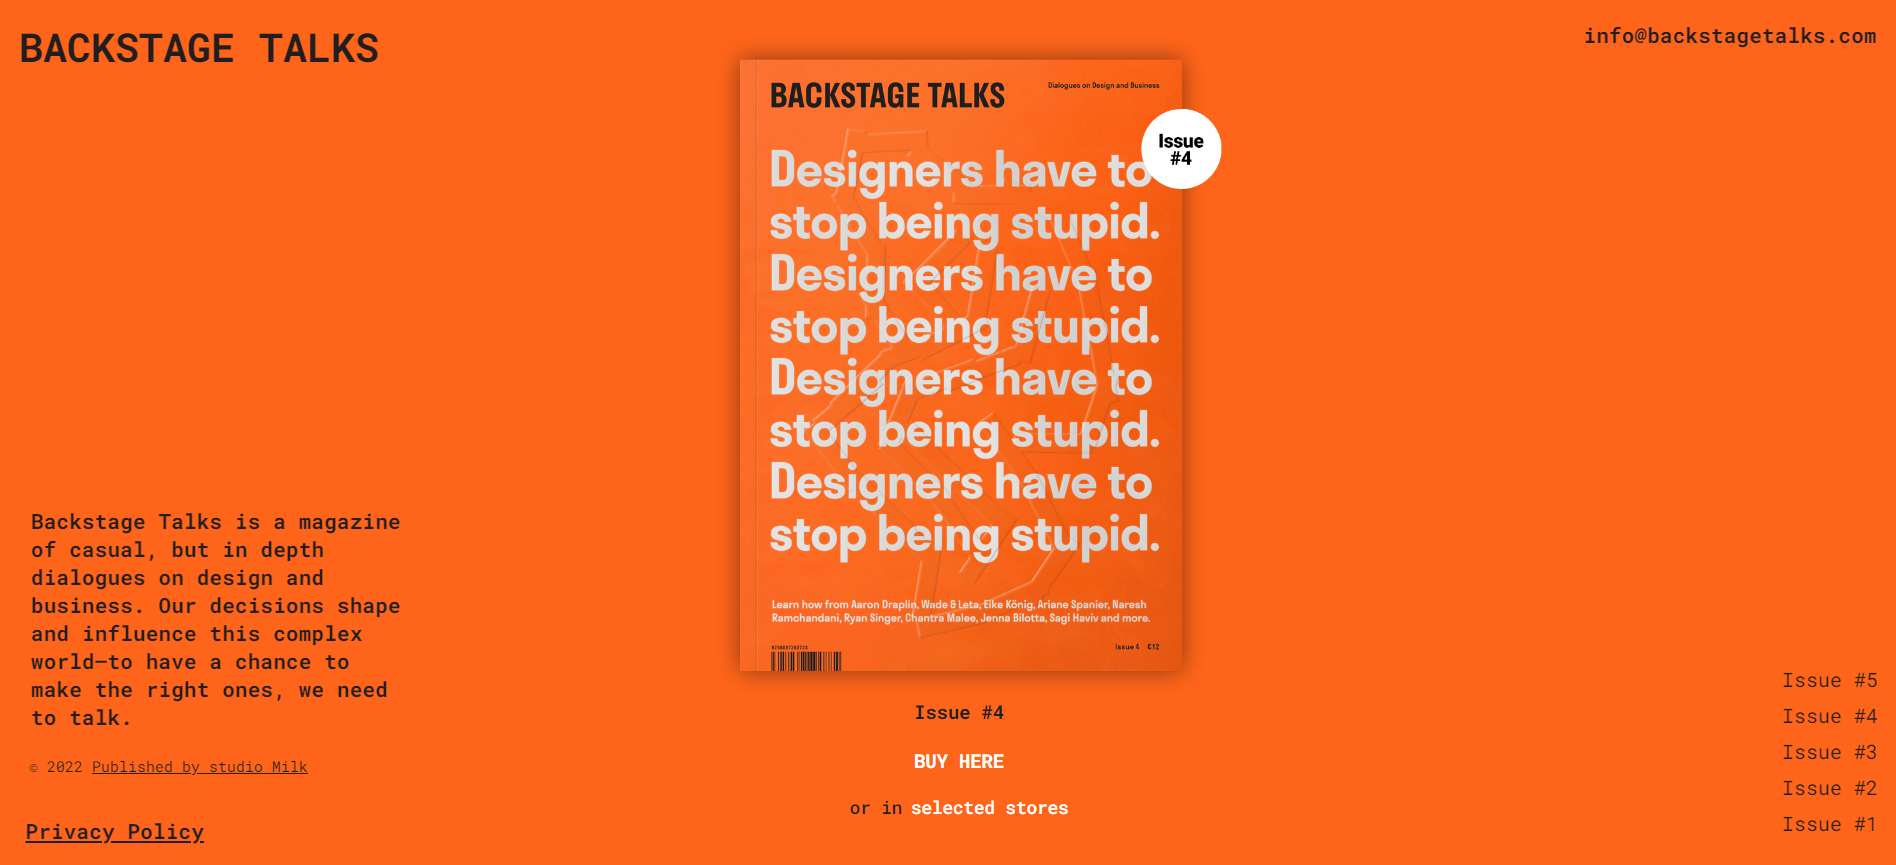 BACKSTAGE TALKS
info@backstagetalks.com
BACKSTAGE TALKS
Dialogues on Design and Business
Issue
#4
Designers have to
stop being stupid.
Designers have to
stop being stupid.
Designers have to
stop being stupid.
Designers have to
stop being stupid.
Learn how from Aaron Draplin, Wade & Leta, Eike König, Ariane Spanier, Naresh
Ramchandani, Ryan Singer, Chantra Malee, Jenna Bilotta, Sagi Haviv and more.
Issue 4 €12
Backstage Talks is a magazine
of casual, but in depth
dialogues on design and
business. Our decisions shape
and influence this complex
world—to have a chance to
make the right ones, we need
to talk.
© 2022 Published by studio Milk
Privacy Policy
Issue #4
BUY HERE
or in selected stores
Issue #5
Issue #4
Issue #3
Issue #2
Issue #1